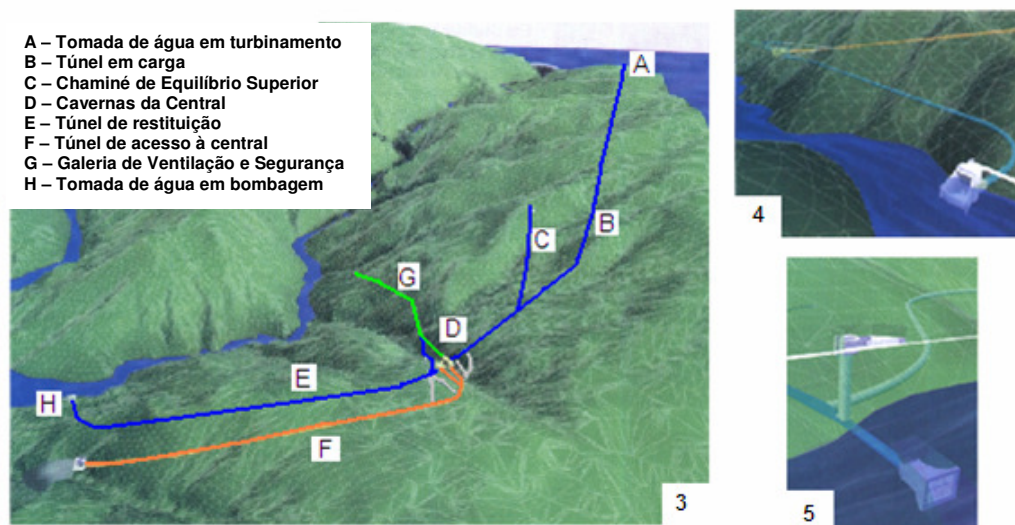 A – Tomada de água em turbinamento
B – Túnel em carga
C – Chaminé de Equilíbrio Superior
D – Cavernas da Central
E – Túnel de restituição
F – Túnel de acesso à central
G – Galeria de Ventilação e Segurança
H – Tomada de água em bombagem
A
B
C
G
D
E
H
F
3
4
5